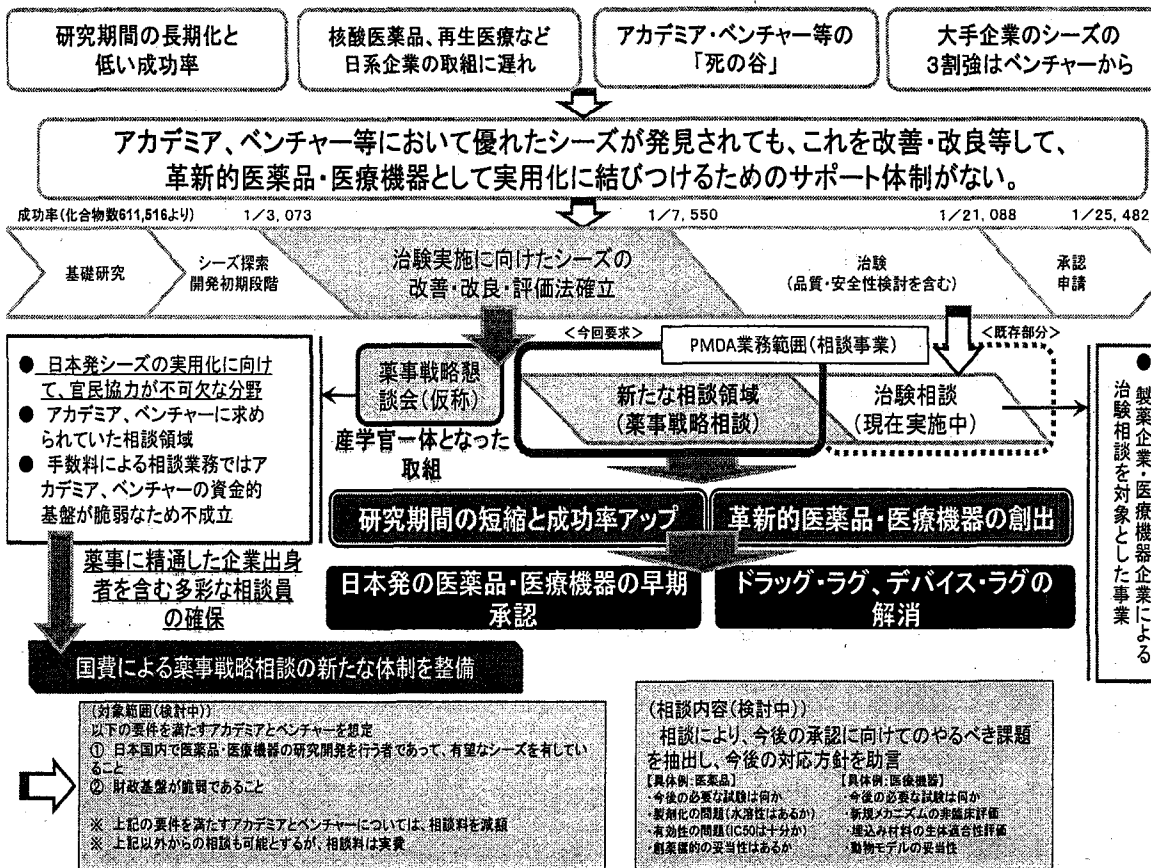 研究期間の長期化と
低い成功率
核酸医薬品、再生医療など
日系企業の取組に遅れ
アカデミア・ベンチャー等の
「死の谷」
大手企業のシーズの
3割強はベンチャーから
アカデミア、ベンチャー等において優れたシーズが発見されても、これを改善・改良等して、
革新的医薬品・医療機器として実用化に結びつけるためのサポート体制がない。
成功率(化合物数611,516より)
1/3,073
1/7,550
1/21,088
1/25,482
基礎研究
シーズ探索
開発初期段階
治験実施に向けたシーズの
改善・改良・評価法確立
治験
(品質・安全性検討を含む)
承認
申請
● 日本発シーズの実用化に向け
て、官民協力が不可欠な分野
● アカデミア、ベンチャーに求め
られていた相談領域
● 手数料による相談業務ではア
カデミア、ベンチャーの資金的
基盤が脆弱なため不成立
薬事戦略懇
談会(仮称)
産学官一体となった
取組
<今回要求>
PMDA業務範囲(相談事業)
<既存部分>
新たな相談領域
(薬事戦略相談)
治験相談
(現在実施中)
● 製薬企業・医療機器企業による
治験相談を対象とした事業
研究期間の短縮と成功率アップ
革新的医薬品・医療機器の創出
薬事に精通した企業出身
者を含む多彩な相談員
の確保
日本発の医薬品・医療機器の早期
承認
ドラッグ・ラグ、デバイス・ラグの
解消
国費による薬事戦略相談の新たな体制を整備
(対象範囲(検討中))
以下の要件を満たすアカデミアとベンチャーを想定
① 日本国内で医薬品・医療機器の研究開発を行う者であって、有望なシーズを有してい
ること
② 財政基盤が脆弱であること
※ 上記の要件を満たすアカデミアとベンチャーについては、相談料を減額
※ 上記以外からの相談も可能とするが、相談料は実費
(相談内容(検討中))
相談により、今後の承認に向けてのやるべき課題
を抽出し、今後の対応方針を助言
【具体例:医薬品】
・今後の必要な試験は何か
・製剤化の問題(水溶性はあるか)
・有効性の問題(IC50は十分か)
・創薬標的の妥当性はあるか
【具体例:医療機器】
・今後の必要な試験は何か
・新規メカニズムの非臨床評価
・埋込み材料の生体適合性評価
・動物モデルの妥当性